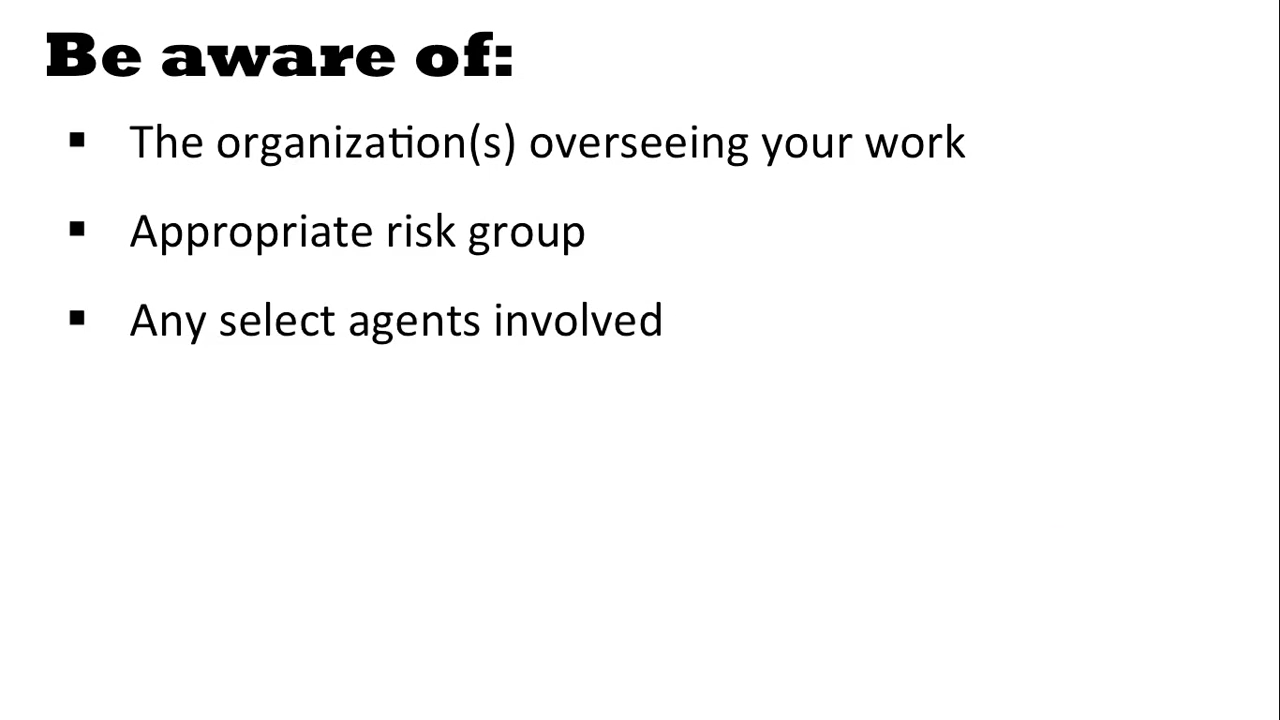 Be aware of:
▪ The organization(s) overseeing your work
▪ Appropriate risk group
▪ Any select agents involved